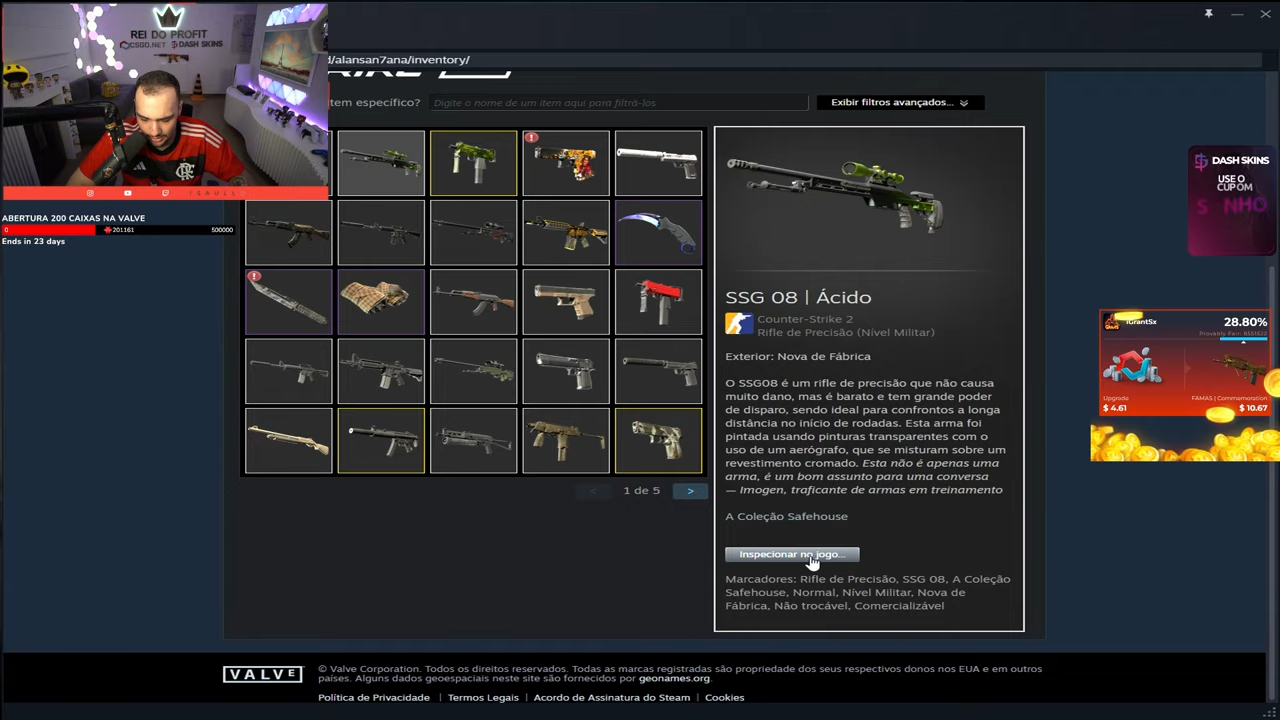 REI DO PROFIT
CSGO.NET DASH SKINS
d/alansan7ana/inventory/
tem específico?
Digite o nome de um item aqui para filtrá-los
Exibir filtros avançados...
ABERTURA 200 CAIXAS NA VALVE
0
201161
500000
Ends in 23 days
SSG 08 | Ácido
Counter-Strike 2
Rifle de Precisão (Nível Militar)
Exterior: Nova de Fábrica
O SSG08 é um rifle de precisão que não causa
muito dano, mas é barato e tem grande poder
de disparo, sendo ideal para confrontos a longa
distância no início de rodadas. Esta arma foi
pintada usando pinturas transparentes com o
uso de um aerógrafo, que se misturam sobre um
revestimento cromado. Esta não é apenas uma
arma, é um bom assunto para uma conversa
— Imogen, traficante de armas em treinamento
A Coleção Safehouse
Inspecionar no jogo...
Marcadores: Rifle de Precisão, SSG 08, A Coleção
Safehouse, Normal, Nível Militar, Nova de
Fábrica, Não trocável, Comercializável
< 1 de 5 >
DASH SKINS
USE O
CUPOM
iGrantSx
28.80%
Upgrade
$ 4.61
FAMAS | Commemoration
$ 10.67
VALVE
© Valve Corporation. Todos os direitos reservados. Todas as marcas registradas são propriedade dos seus respectivos donos nos EUA e em outros
países. Alguns dados geoespaciais neste site são fornecidos por geonames.org.
Política de Privacidade | Termos Legais | Acordo de Assinatura do Steam | Cookies